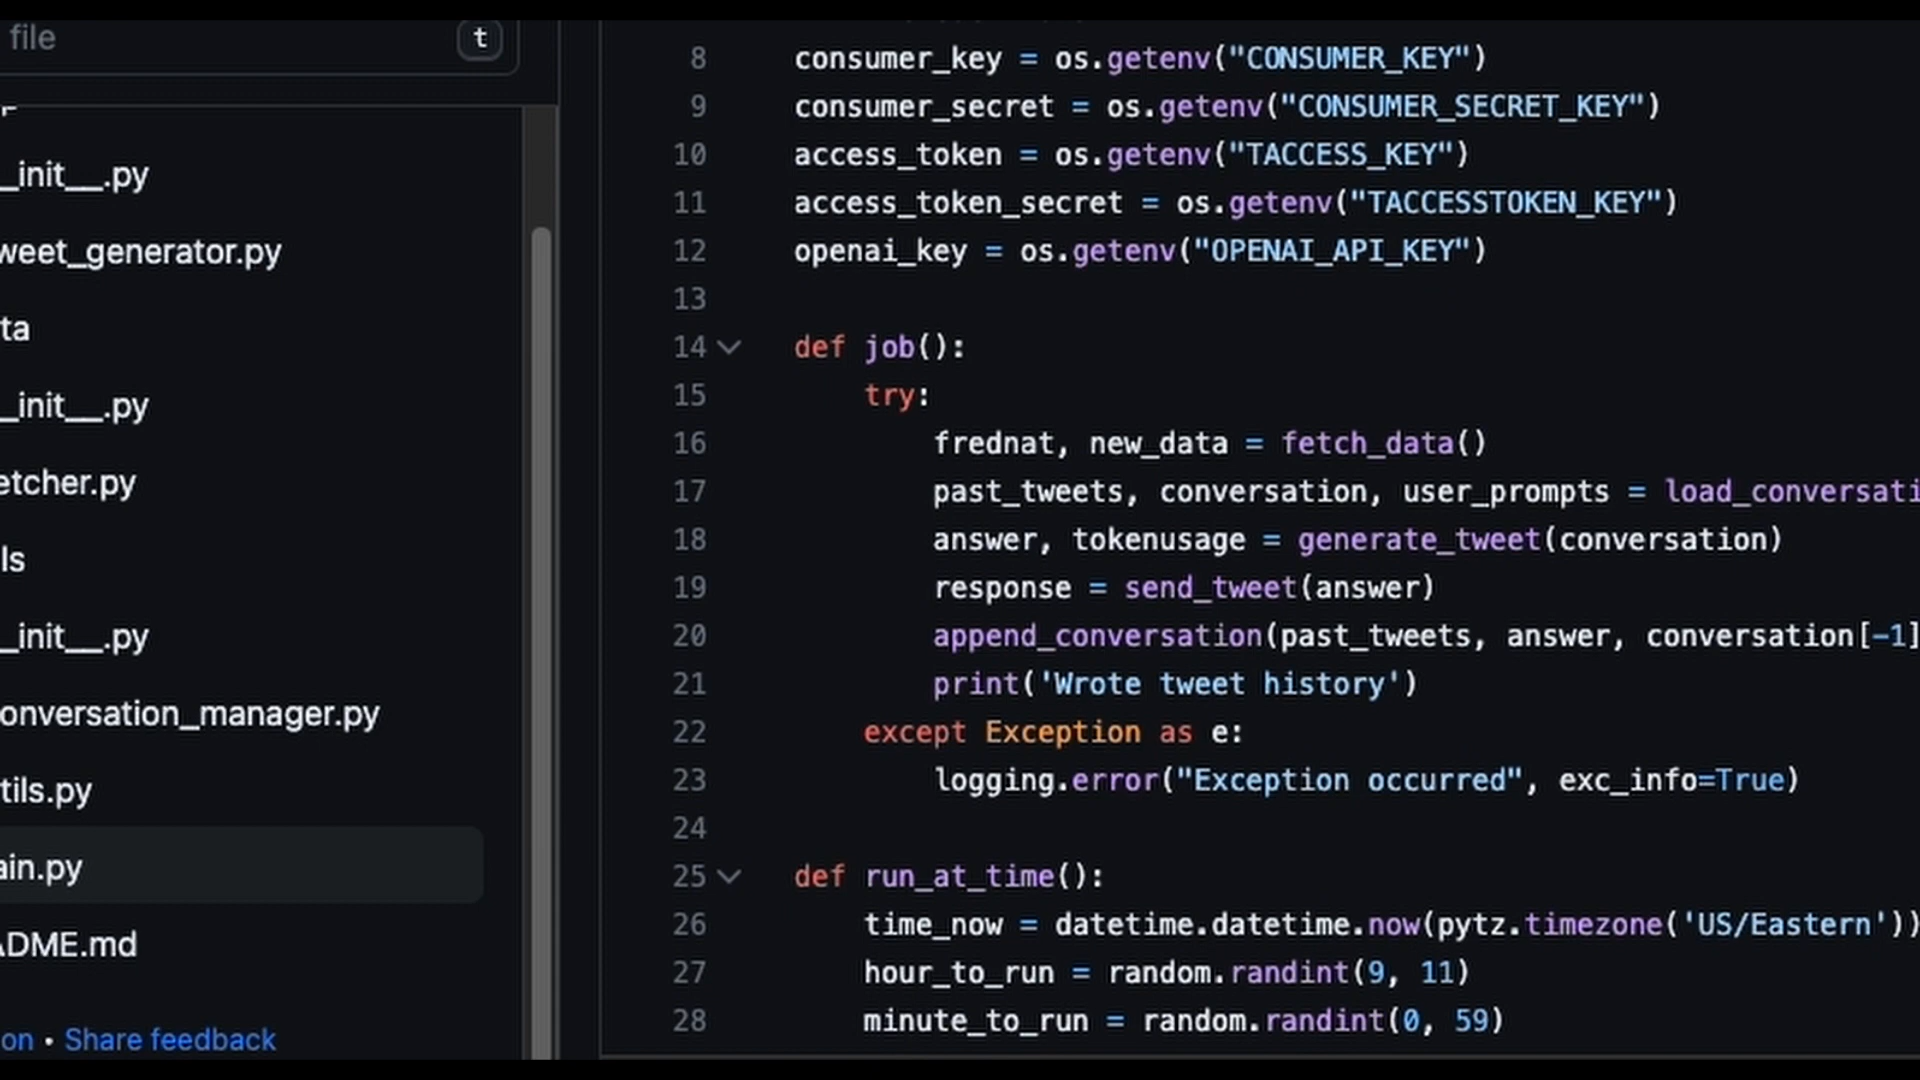 file
t
_init__.py
weet_generator.py
ta
_init__.py
etcher.py
ls
_init__.py
onversation_manager.py
tils.py
ain.py
ADME.md
on • Share feedback
8 consumer_key = os.getenv("CONSUMER_KEY")
9 consumer_secret = os.getenv("CONSUMER_SECRET_KEY")
10 access_token = os.getenv("TACCESS_KEY")
11 access_token_secret = os.getenv("TACCESSTOKEN_KEY")
12 openai_key = os.getenv("OPENAI_API_KEY")
13
14 def job():
15 try:
16 frednat, new_data = fetch_data()
17 past_tweets, conversation, user_prompts = load_conversati
18 answer, tokenusage = generate_tweet(conversation)
19 response = send_tweet(answer)
20 append_conversation(past_tweets, answer, conversation[-1]
21 print('Wrote tweet history')
22 except Exception as e:
23 logging.error("Exception occurred", exc_info=True)
24
25 def run_at_time():
26 time_now = datetime.datetime.now(pytz.timezone('US/Eastern'))
27 hour_to_run = random.randint(9, 11)
28 minute_to_run = random.randint(0, 59)